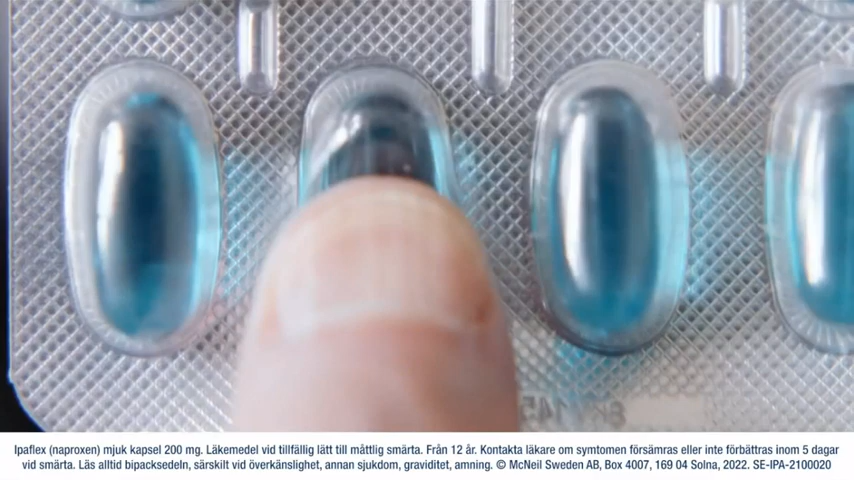 Ipaflex (naproxen) mjuk kapsel 200 mg. Läkemedel vid tillfällig lätt till måttlig smärta. Från 12 år. Kontakta läkare om symtomen försämras eller inte förbättras inom 5 dagar
vid smärta. Läs alltid bipacksedeln, särskilt vid överkänslighet, annan sjukdom, graviditet, amning. © McNeil Sweden AB, Box 4007, 169 04 Solna, 2022. SE-IPA-2100020